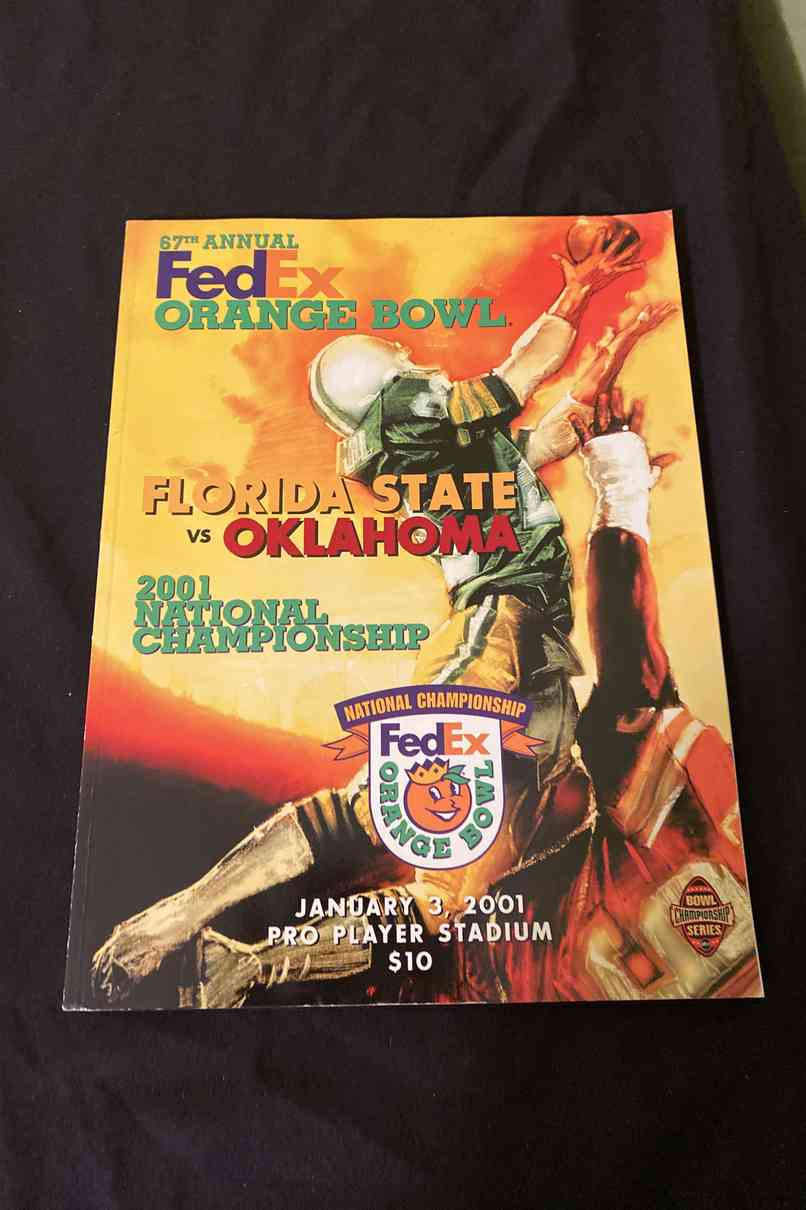 67TH ANNUAL
FedEx
ORANGE BOWL
FLORIDA STATE
VS OKLAHOMA
2001
NATIONAL
CHAMPIONSHIP
NATIONAL CHAMPIONSHIP
FedEx
ORANGE BOWL
JANUARY 3, 2001
PRO PLAYER STADIUM
$10
BOWL
CHAMPIONSHIP
SERIES
abc